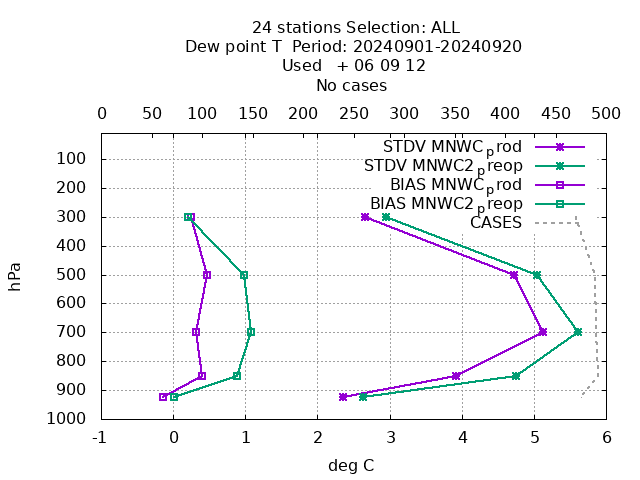 24 stations Selection: ALL
Dew point T  Period: 20240901-20240920
Used   + 06 09 12
No cases
0 50 100 150 200 250 300 350 400 450 500
STDV MNWC_prod
STDV MNWC2_preop
BIAS MNWC_prod
BIAS MNWC2_preop
CASES
100
200
300
400
500
600
700
800
900
1000
hPa
-1 0 1 2 3 4 5 6
deg C